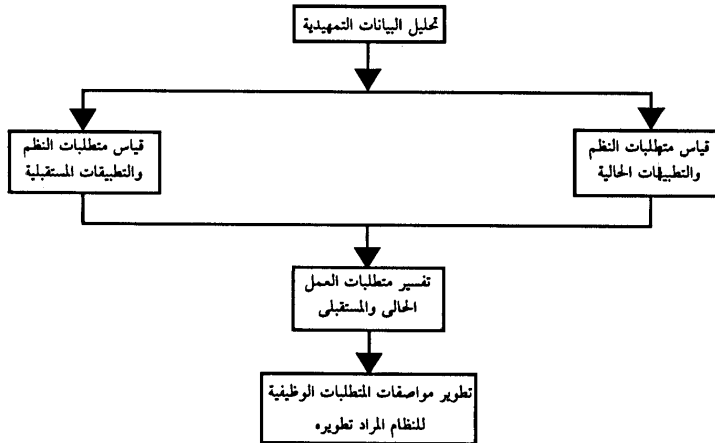 تحليل البيانات التمهيدية
قياس متطلبات النظم
والتطبيقات الحالية
قياس متطلبات النظم
والتطبيقات المستقبلية
تفسير متطلبات العمل
الحالى والمستقبلى
تطوير مواصفات المتطلبات الوظيفية
للنظام المراد تطويره